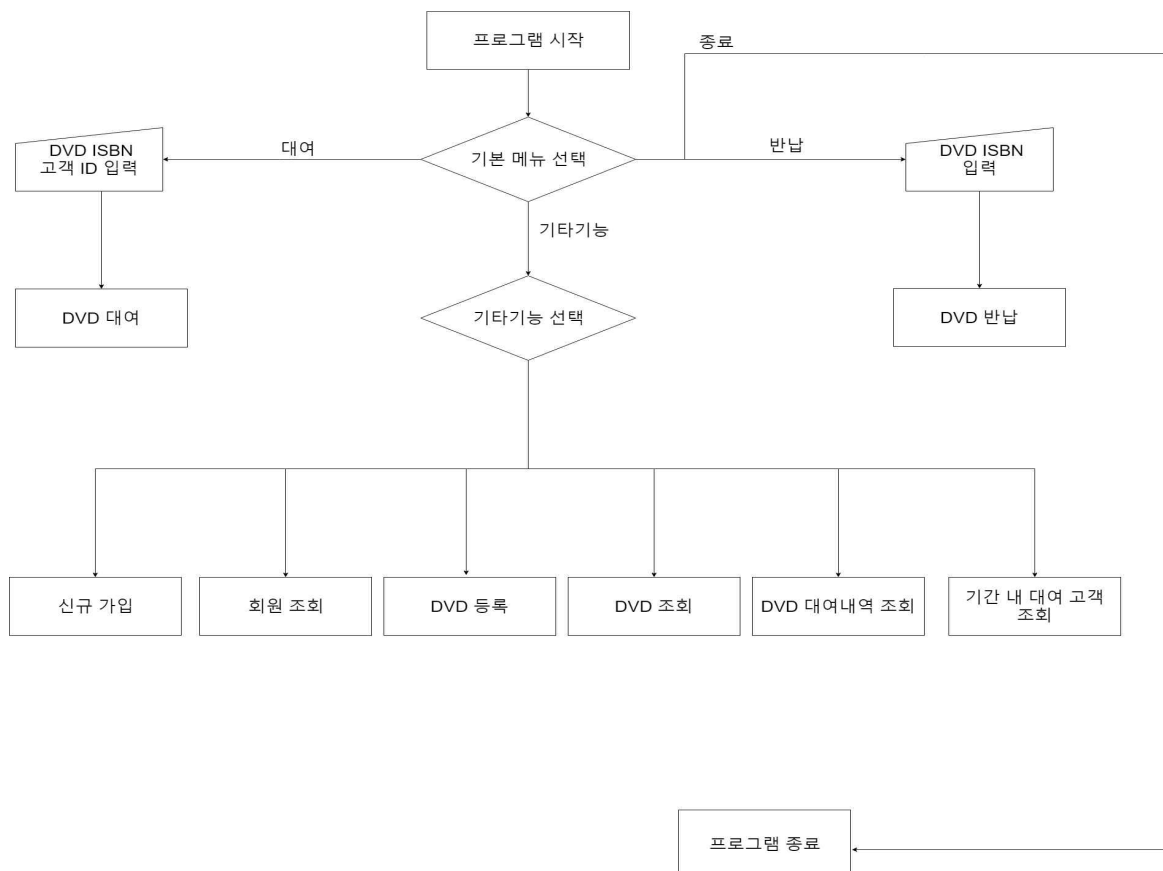 프로그램 시작
종료
대여
반납
DVD ISBN
고객 ID 입력
기본 메뉴 선택
DVD ISBN
입력
기타기능
DVD 대여
기타기능 선택
DVD 반납
신규 가입
회원 조회
DVD 등록
DVD 조회
DVD 대여내역 조회
기간 내 대여 고객
조회
프로그램 종료